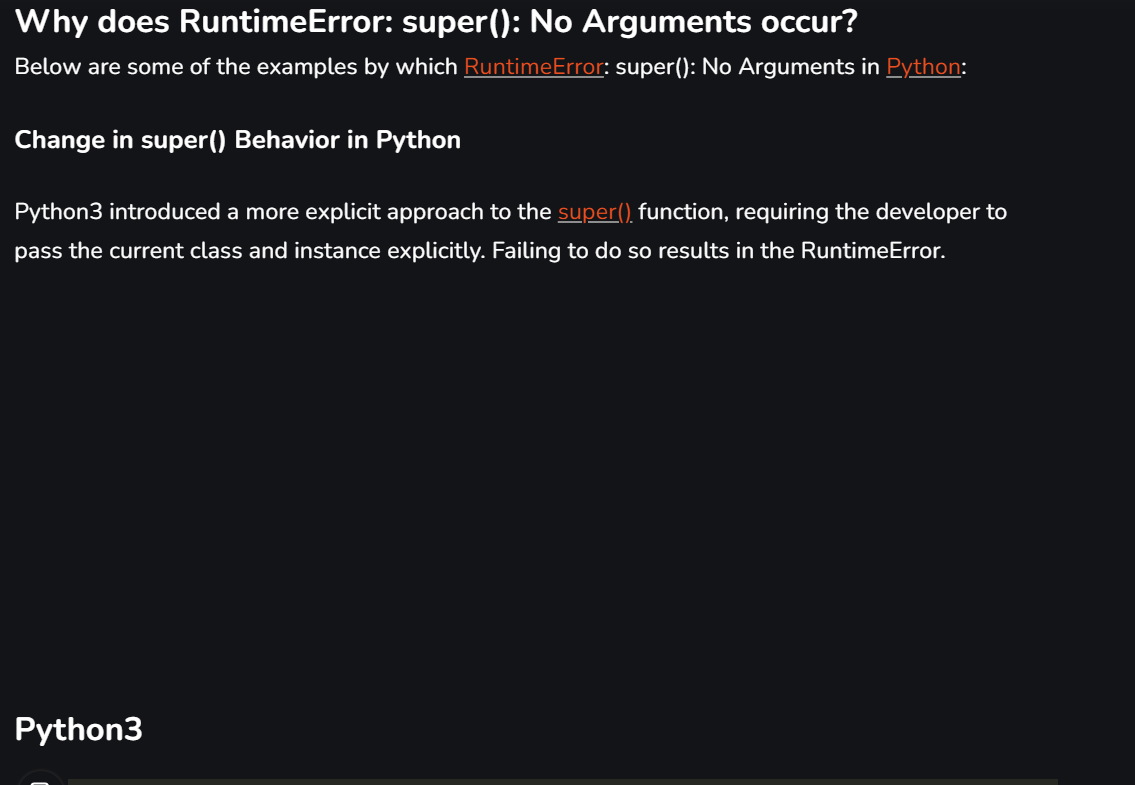 Why does RuntimeError: super(): No Arguments occur?
Below are some of the examples by which RuntimeError: super(): No Arguments in Python:
Change in super() Behavior in Python
Python3 introduced a more explicit approach to the super() function, requiring the developer to
pass the current class and instance explicitly. Failing to do so results in the RuntimeError.
Python3